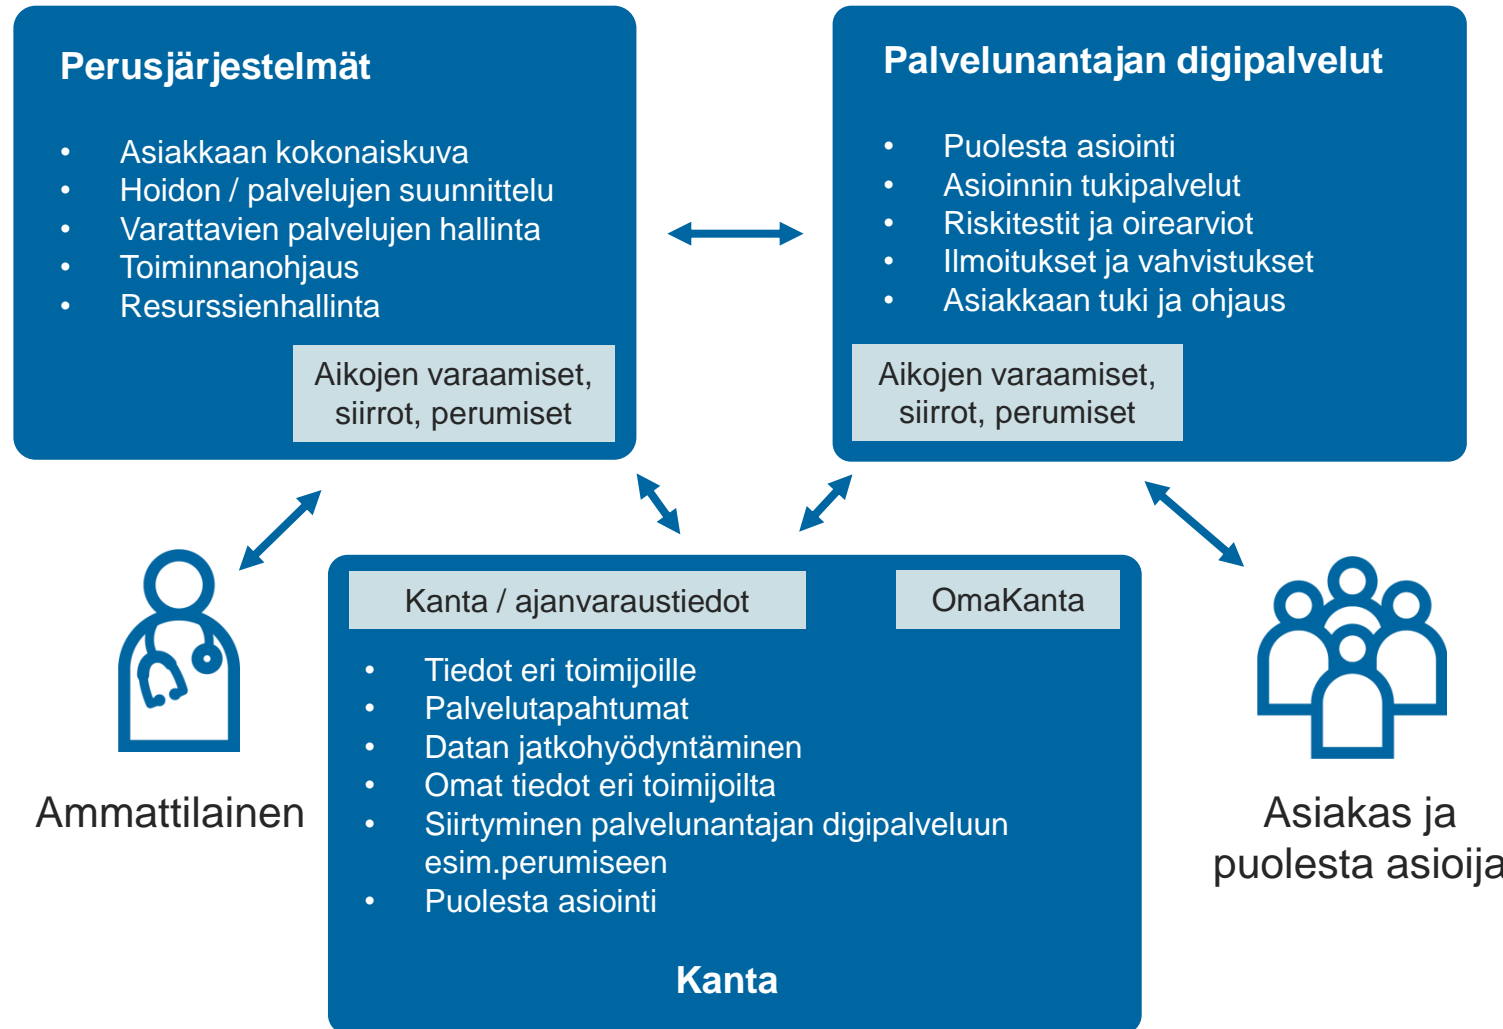 Perusjärjestelmät
• Asiakkaan kokonaiskuva
• Hoidon / palvelujen suunnittelu
• Varattavien palvelujen hallinta
• Toiminnanohjaus
• Resurssienhallinta
Aikojen varaamiset,
siirrot, perumiset
Palvelunantajan digipalvelut
• Puolesta asiointi
• Asioinnin tukipalvelut
• Riskitestit ja oirearviot
• Ilmoitukset ja vahvistukset
• Asiakkaan tuki ja ohjaus
Aikojen varaamiset,
siirrot, perumiset
Ammattilainen
Kanta / ajanvaraustiedot
OmaKanta
• Tiedot eri toimijoille
• Palvelutapahtumat
• Datan jatkohyödyntäminen
• Omat tiedot eri toimijoilta
• Siirtyminen palvelunantajan digipalveluun
esim.perumiseen
• Puolesta asiointi
Kanta
Asiakas ja
puolesta asioija